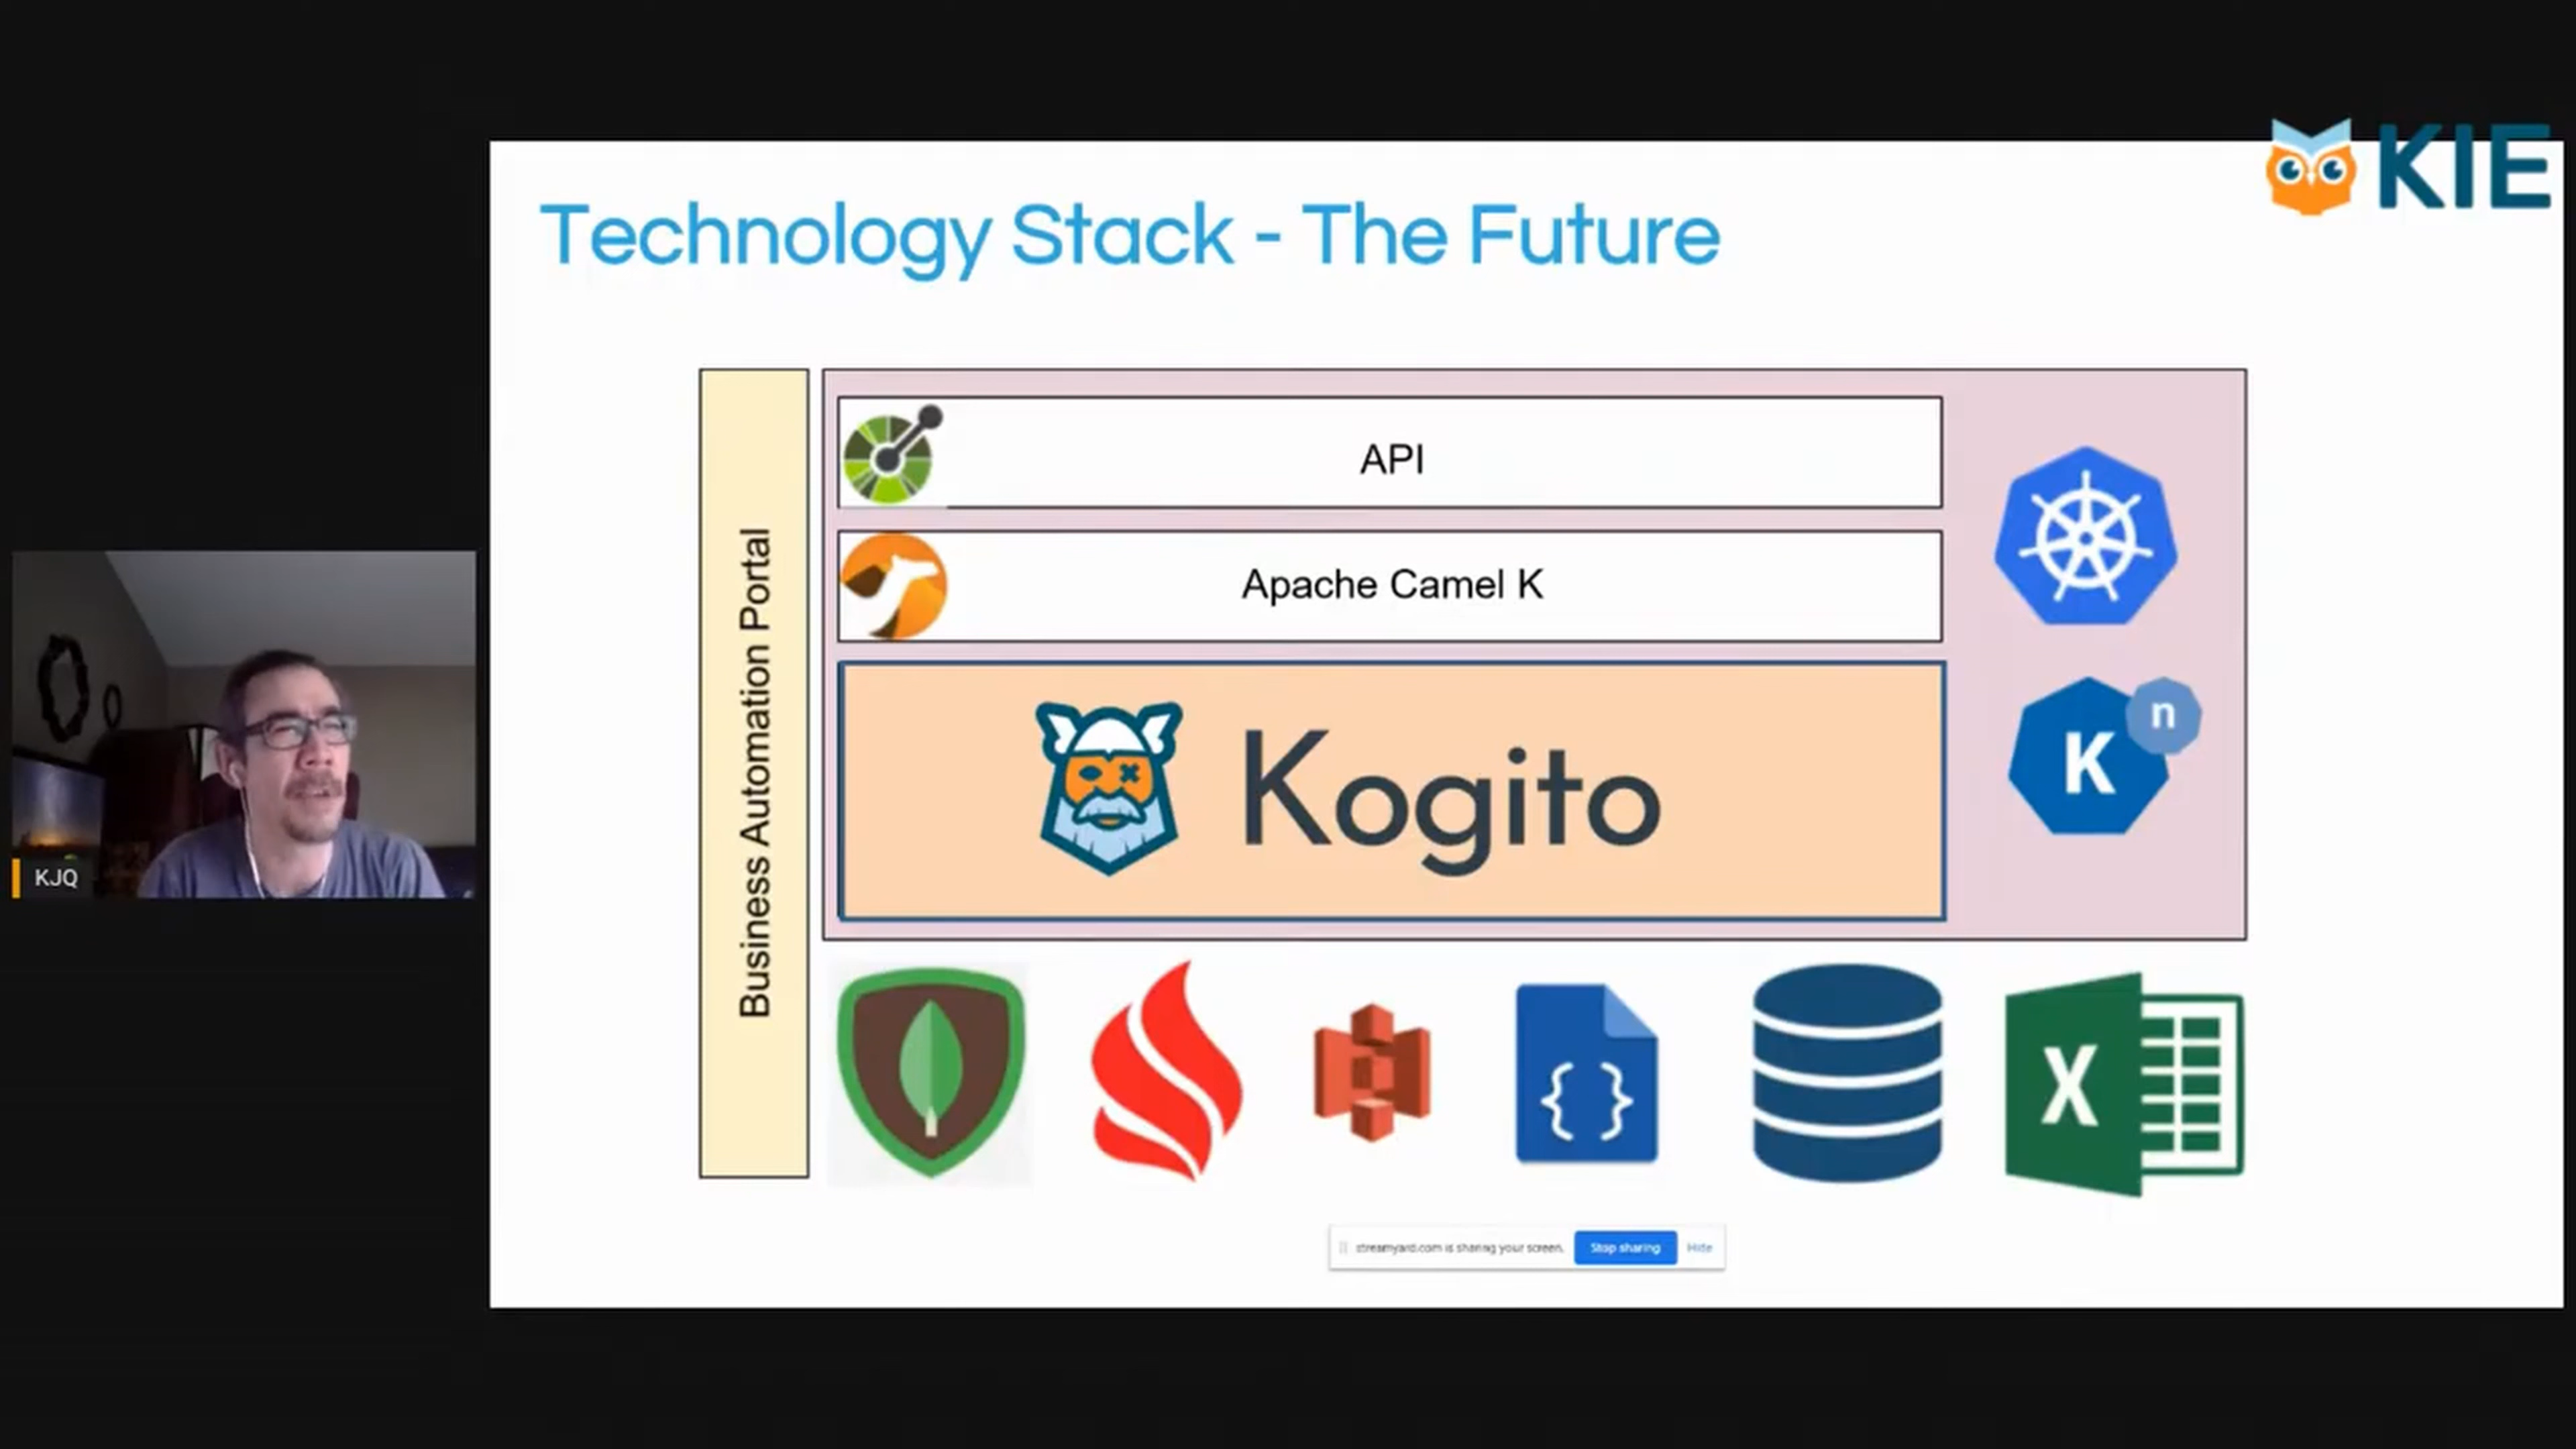 KIE
Technology Stack - The Future
Business Automation Portal
API
Apache Camel K
Kogito
K
n
X
KJQ
streamyard.com is sharing your screen.
Stop sharing
Hide